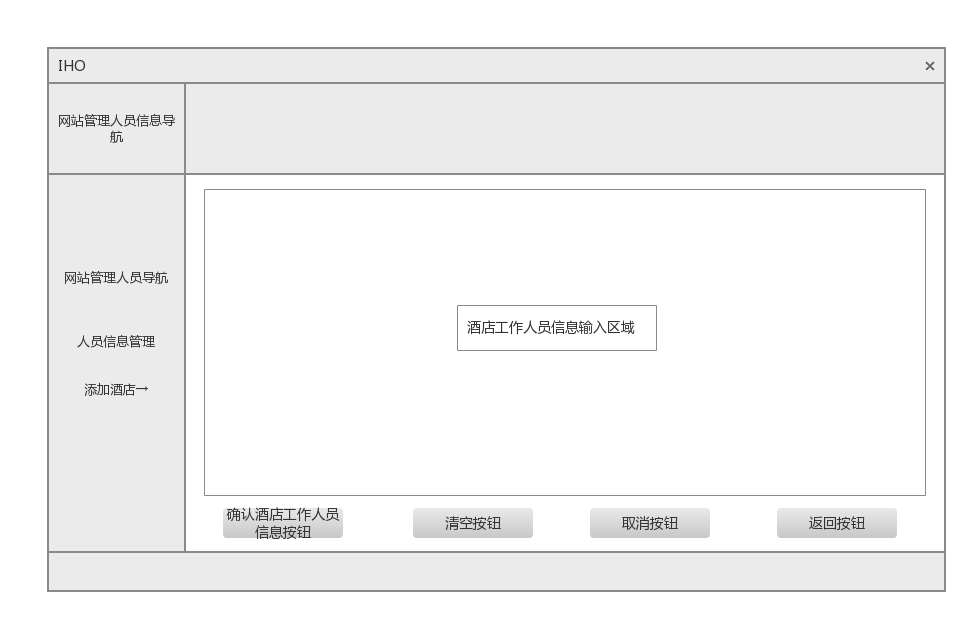 IHO
×
网站管理人员信息导
航
网站管理人员导航
人员信息管理
添加酒店→
酒店工作人员信息输入区域
确认酒店工作人员
信息按钮
清空按钮
取消按钮
返回按钮